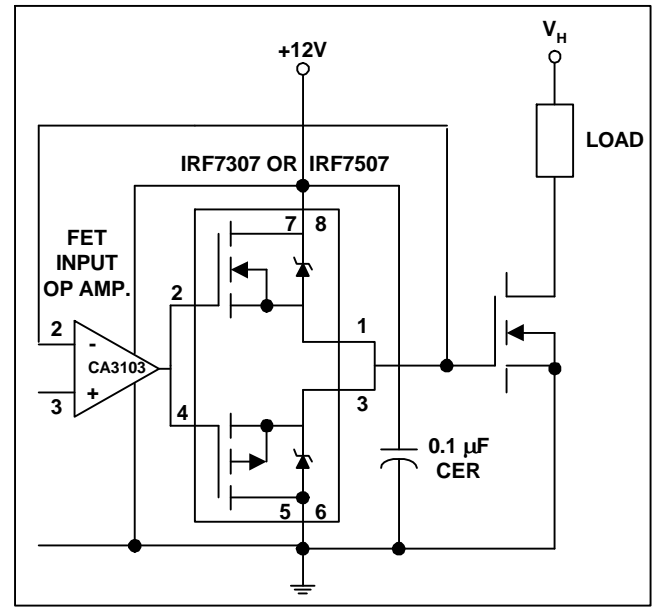 +12V
V_H
LOAD
IRF7307 OR IRF7507
FET
INPUT
OP AMP.
7 8
2
2
1
-
CA3103
+
3
4
3
0.1 μF
CER
5 6